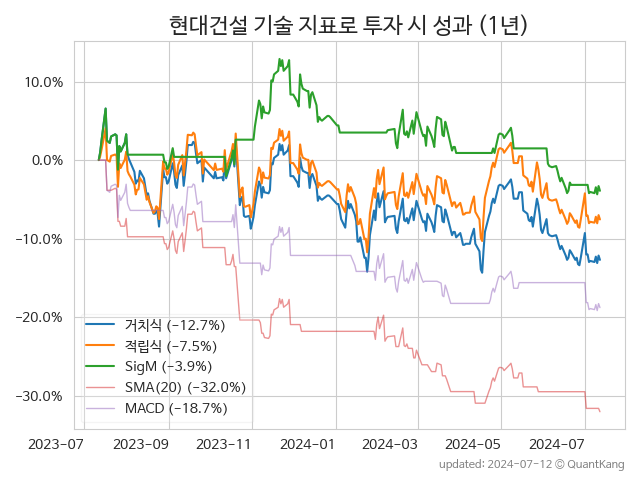 현대건설 기술 지표로 투자 시 성과 (1년)
10.0%
0.0%
−10.0%
−20.0%
−30.0%
거치식 (−12.7%)
적립식 (−7.5%)
SigM (−3.9%)
SMA(20) (−32.0%)
MACD (−18.7%)
2023-07 2023-09 2023-11 2024-01 2024-03 2024-05 2024-07
updated: 2024-07-12 © QuantKang